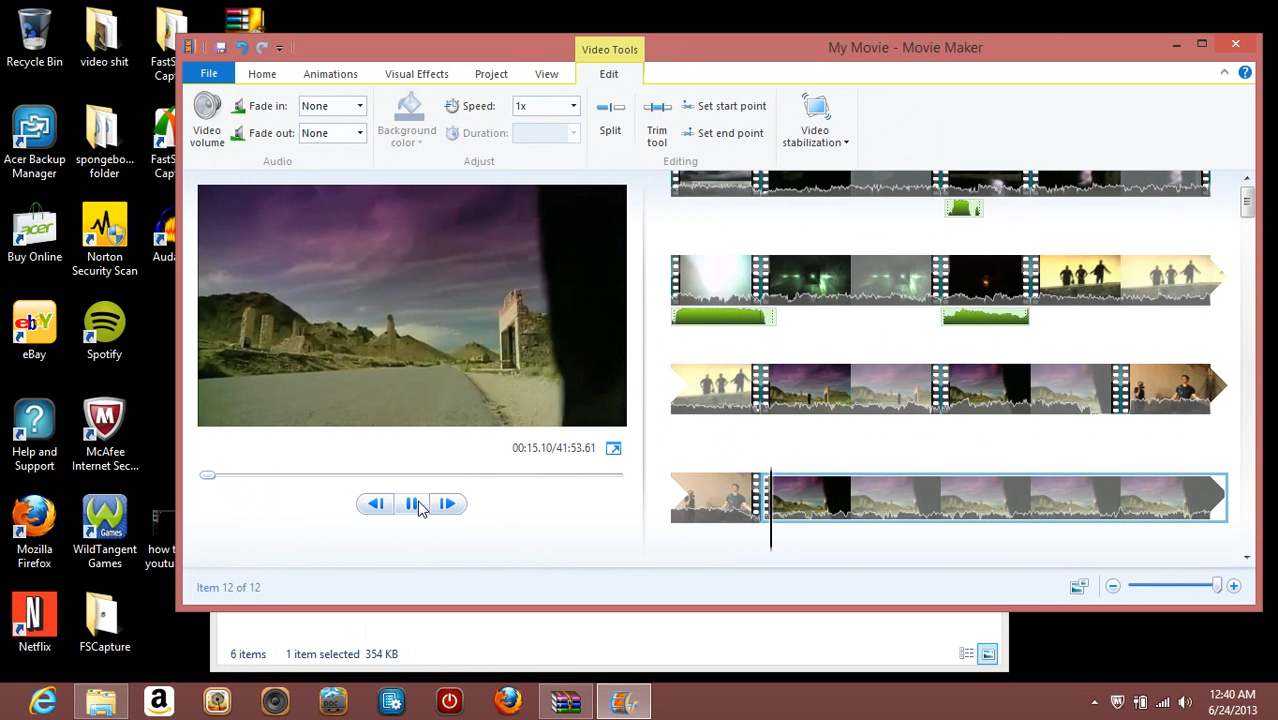 Recycle Bin
video shit
FastS
Capt
Acer Backup
Manager
spongebo...
folder
FastS
Cap
Buy Online
Norton
Security Scan
Auda
eBay
Spotify
Help and
Support
McAfee
Internet Sec...
Mozilla
Firefox
WildTangent
Games
how t
youtu
Netflix
FSCapture
Video Tools
My Movie - Movie Maker
File
Home
Animations
Visual Effects
Project
View
Edit
Video
volume
Fade in:
None
Fade out:
None
Audio
Background
color
Speed:
1x
Duration:
Adjust
Split
Trim
tool
Set start point
Set end point
Editing
Video
stabilization
00:15.10/41:53.61
Item 12 of 12
6 items
1 item selected 354 KB
12:40 AM
6/24/2013